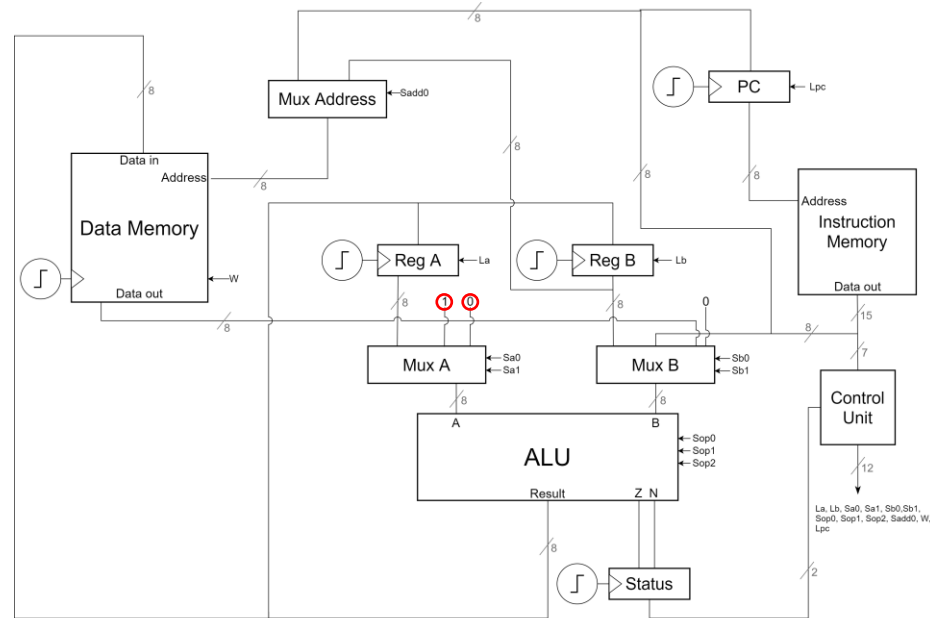 8
8
Mux Address
Sadd0
PC
Lpc
8
8
8
Data in
Address
8
8
Data Memory
Address
Instruction
Memory
Reg A
La
Reg B
Lb
W
Data out
Data out
8
1
0
8
0
15
8
8
7
Mux A
Sa0
Sa1
Mux B
Sb0
Sb1
Control
Unit
8
8
A
B
ALU
Sop0
Sop1
Sop2
12
Result
Z N
La, Lb, Sa0, Sa1, Sb0,Sb1,
Sop0, Sop1, Sop2, Sadd0, W,
Lpc
8
Status
2